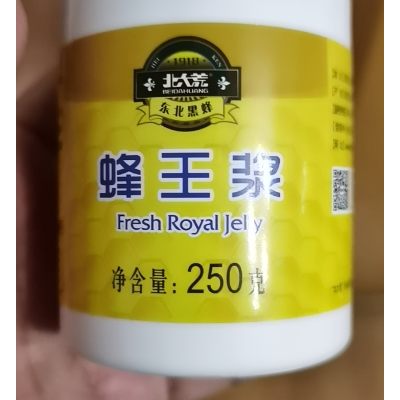 1918
北大荒
BEIDAHUANG
东北黑蜂
蜂王浆
Fresh Royal Jelly
净含量: 250克